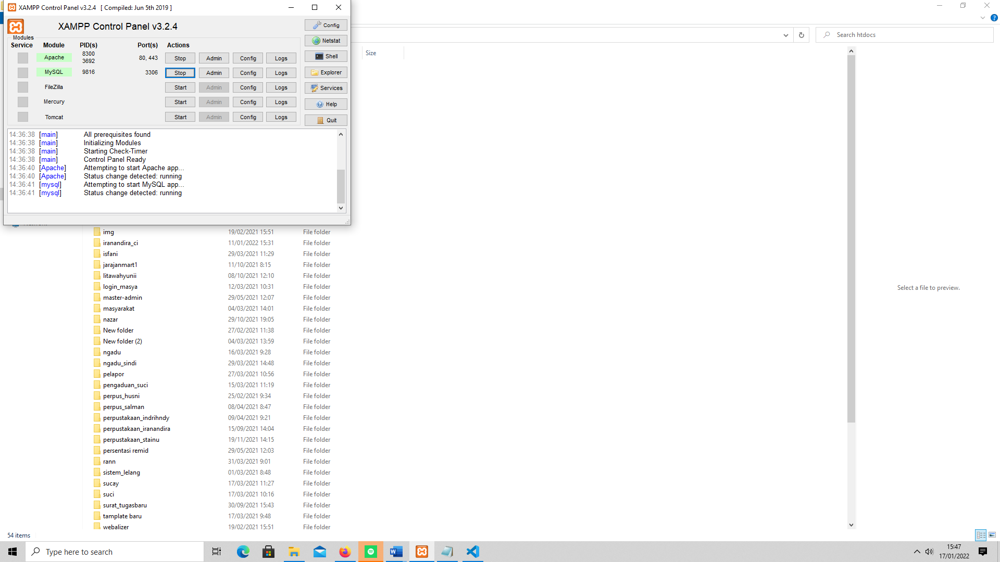 XAMPP Control Panel v3.2.4 [ Compiled: Jun 5th 2019 ]
XAMPP Control Panel v3.2.4
Config
Modules
Service Module PID(s) Port(s) Actions
Netstat
Apache 8300 3692 80, 443 Stop Admin Config Logs
Shell
MySQL 9816 3306 Stop Admin Config Logs
Explorer
FileZilla Start Admin Config Logs
Services
Mercury Start Admin Config Logs
Help
Tomcat Start Admin Config Logs
Quit
14:36:38 [main] All prerequisites found
14:36:38 [main] Initializing Modules
14:36:38 [main] Starting Check-Timer
14:36:38 [main] Control Panel Ready
14:36:40 [Apache] Attempting to start Apache app...
14:36:40 [Apache] Status change detected: running
14:36:41 [mysql] Attempting to start MySQL app...
14:36:41 [mysql] Status change detected: running
Search htdocs
Size
img 19/02/2021 15:51 File folder
iranandira_ci 11/01/2022 15:31 File folder
isfani 29/03/2021 11:29 File folder
jarajanmart1 11/10/2021 8:15 File folder
litawahyunii 08/10/2021 12:10 File folder
login_masya 12/03/2021 10:31 File folder
master-admin 29/05/2021 12:07 File folder
masyarakat 04/03/2021 14:01 File folder
nazar 29/10/2021 19:05 File folder
New folder 27/02/2021 11:38 File folder
New folder (2) 04/03/2021 13:59 File folder
ngadu 16/03/2021 9:28 File folder
ngadu_sindi 29/03/2021 14:48 File folder
pelapor 27/03/2021 10:56 File folder
pengaduan_suci 15/03/2021 11:19 File folder
perpus_husni 25/02/2021 9:34 File folder
perpus_salman 08/04/2021 8:47 File folder
perpustakaan_indrihndy 09/04/2021 9:21 File folder
perpustakaan_iranandira 15/09/2021 14:04 File folder
perpustakaan_stainu 19/11/2021 14:15 File folder
persentasi remid 29/05/2021 12:03 File folder
rann 31/03/2021 9:01 File folder
sistem_lelang 01/03/2021 8:48 File folder
sucay 17/03/2021 11:27 File folder
suci 17/03/2021 10:16 File folder
surat_tugasbaru 30/09/2021 15:43 File folder
tamplate baru 17/03/2021 9:48 File folder
webalizer 19/02/2021 15:51 File folder
Select a file to preview.
54 items
Type here to search
15:47
17/01/2022